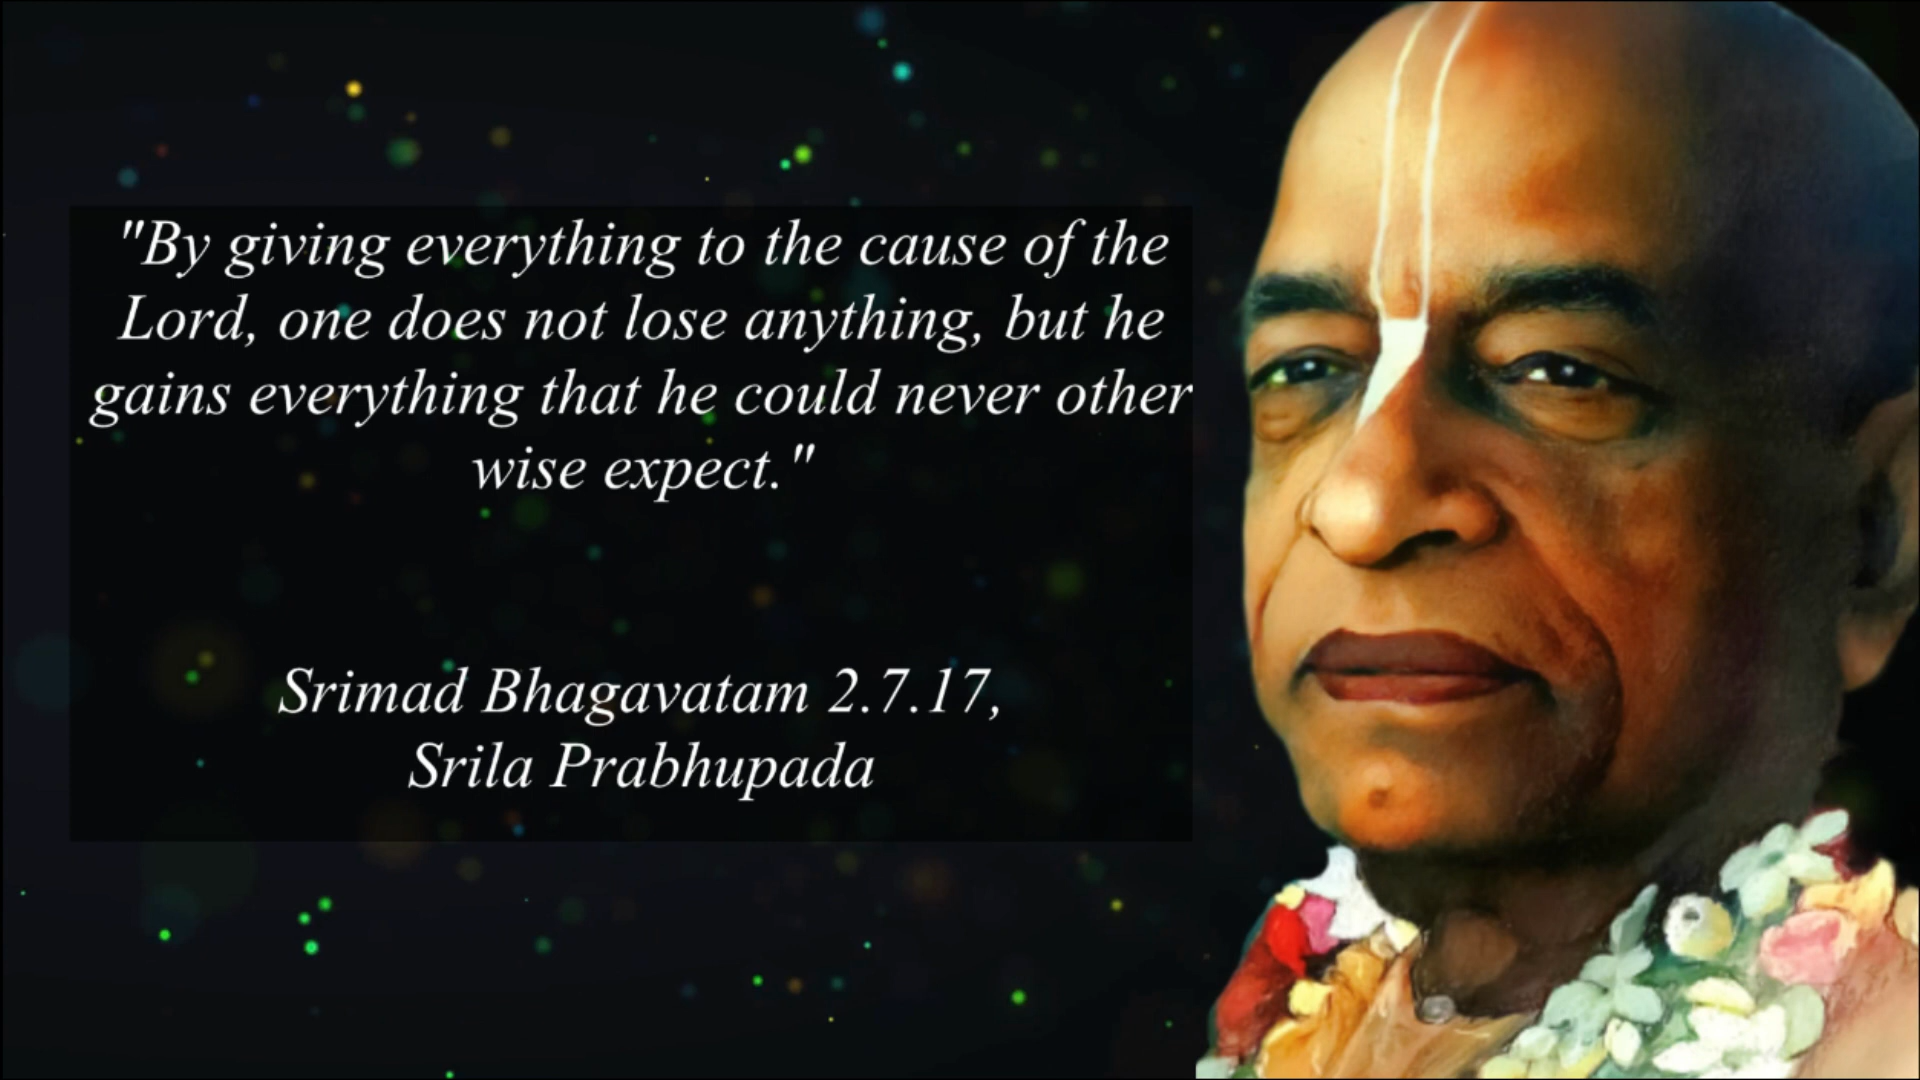 "By giving everything to the cause of the
Lord, one does not lose anything, but he
gains everything that he could never other
wise expect."
Srimad Bhagavatam 2.7.17,
Srila Prabhupada